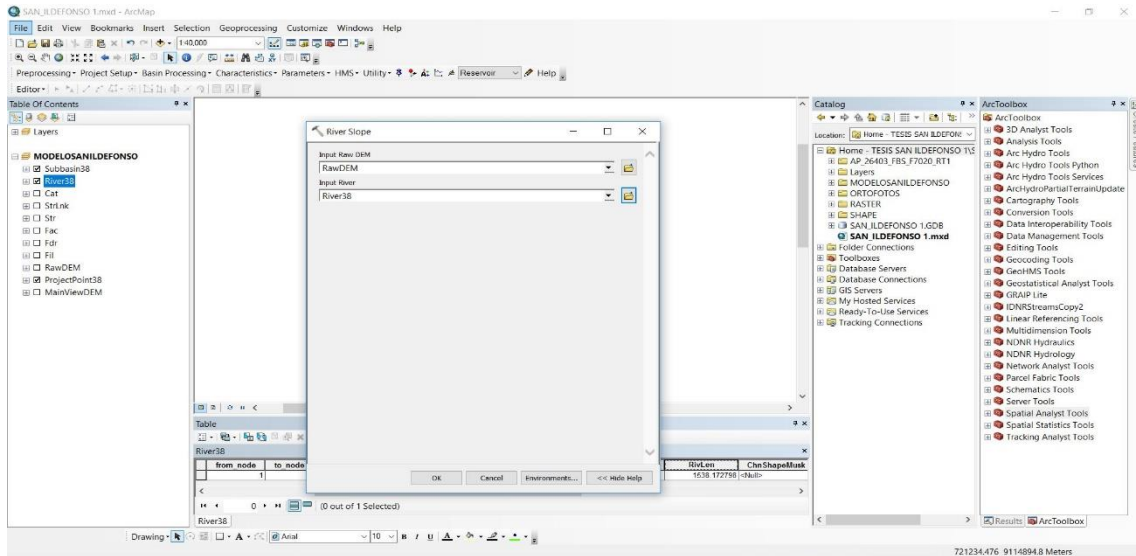 SAN_ILDEFONSO 1.mxd - ArcMap
File Edit View Bookmarks Insert Selection Geoprocessing Customize Windows Help
1:40,000
Preprocessing Project Setup Basin Processing Characteristics Parameters HMS Utility Reservoir Help
Editor
Table Of Contents
Layers
MODELOSANILDEFONSO
Subbasin38
River38
Cat
StrLnk
Str
Fac
Fdr
Fil
RawDEM
ProjectPoint38
MainViewDEM
River Slope
Input Raw DEM
RawDEM
Input River
River38
OK Cancel Environments... << Hide Help
Table
River38
from_node to_node RivLen ChnShapeMusk
1 1538.172796 <Null>
0 (0 out of 1 Selected)
River38
Drawing Arial 10 B I U A
Catalog
Location: Home - TESIS SAN ILDEFONS
Home - TESIS SAN ILDEFONSO 1\S
AP_26403_FBS_F7020_RT1
Layers
MODELOSANILDEFONSO
ORTOFOTOS
RASTER
SHAPE
SAN_ILDEFONSO 1.GDB
SAN_ILDEFONSO 1.mxd
Folder Connections
Toolboxes
Database Servers
Database Connections
GIS Servers
My Hosted Services
Ready-To-Use Services
Tracking Connections
ArcToolbox
ArcToolbox
3D Analyst Tools
Analysis Tools
Arc Hydro Tools
Arc Hydro Tools Python
Arc Hydro Tools Services
ArcHydroPartialTerrainUpdate
Cartography Tools
Conversion Tools
Data Interoperability Tools
Data Management Tools
Editing Tools
Geocoding Tools
GeoHMS Tools
Geostatistical Analyst Tools
GRAIP Lite
IDNRStreamsCopy2
Linear Referencing Tools
Multidimension Tools
NDNR Hydraulics
NDNR Hydrology
Network Analyst Tools
Parcel Fabric Tools
Schematics Tools
Server Tools
Spatial Analyst Tools
Spatial Statistics Tools
Tracking Analyst Tools
Results ArcToolbox
Create Features
721234.476 9114894.8 Meters